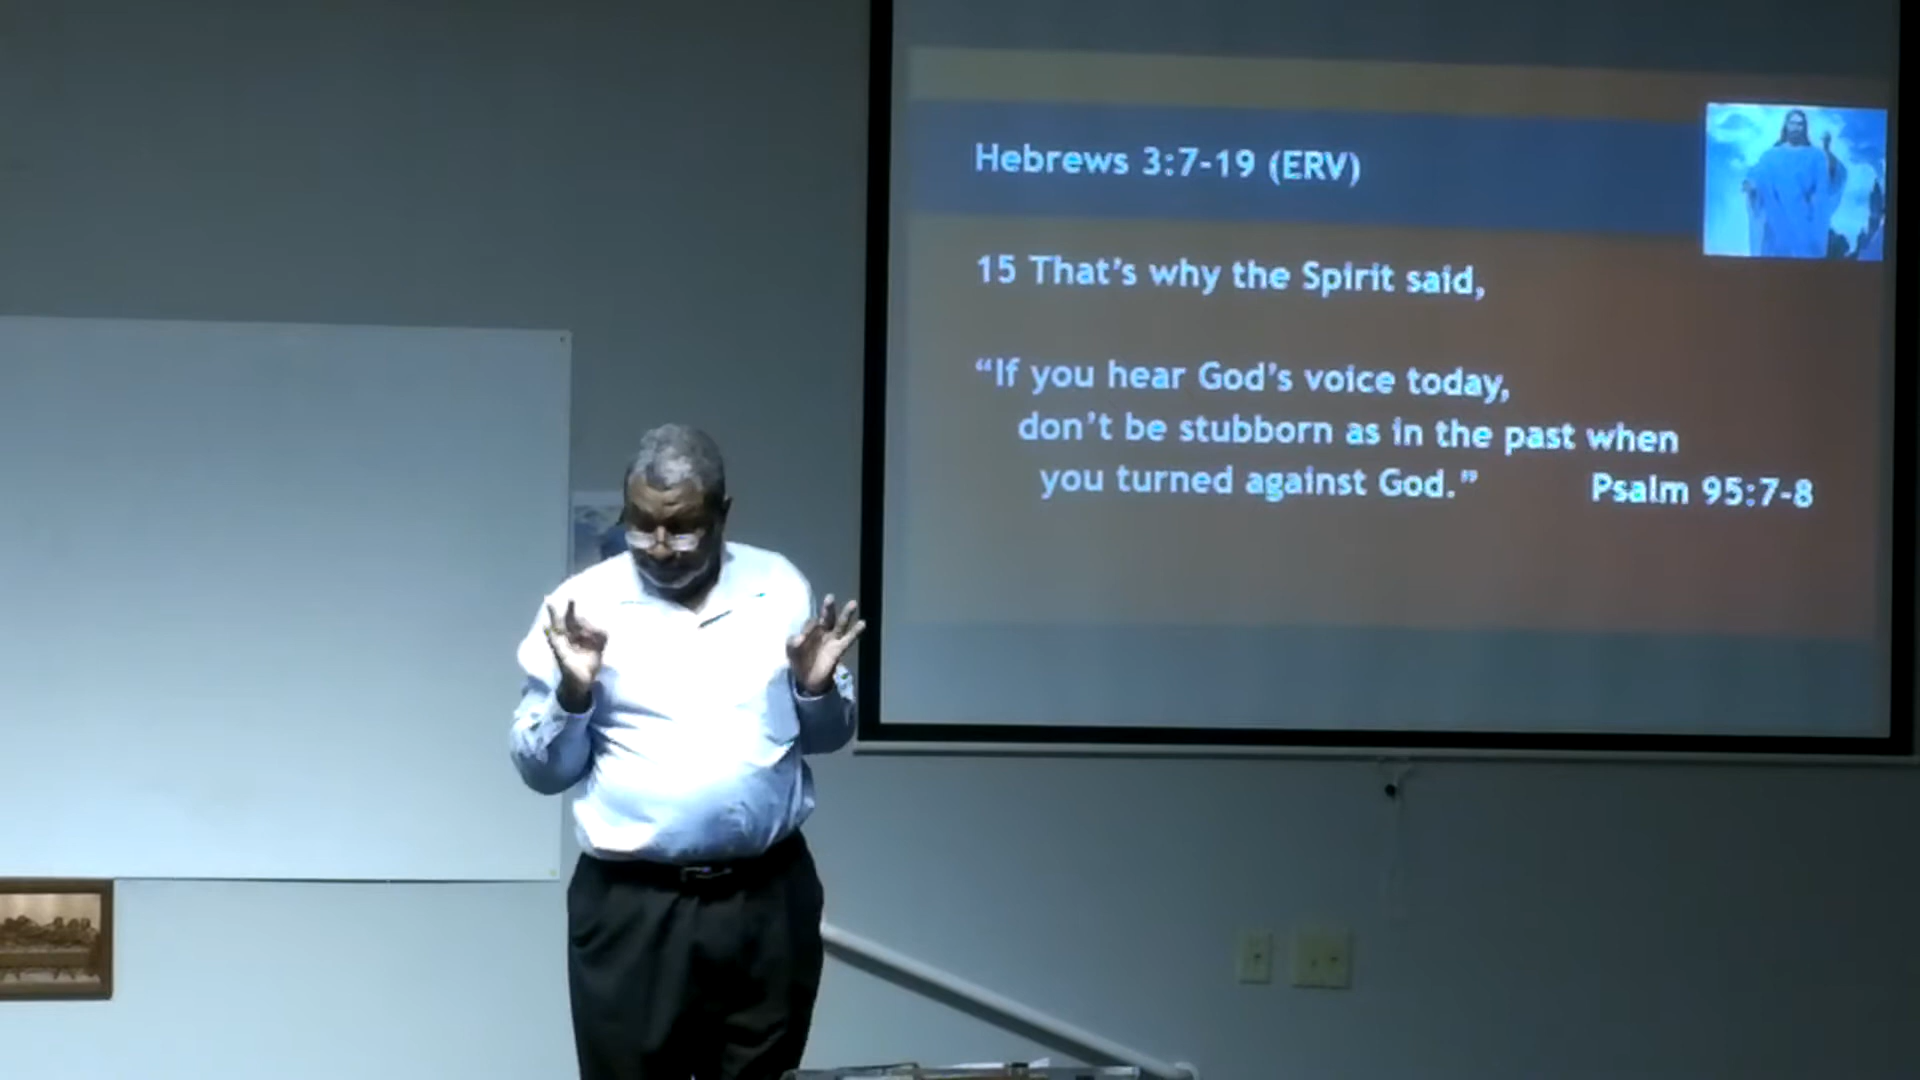 Hebrews 3:7-19 (ERV)
15 That's why the Spirit said,
“If you hear God's voice today,
don't be stubborn as in the past when
you turned against God.” Psalm 95:7-8